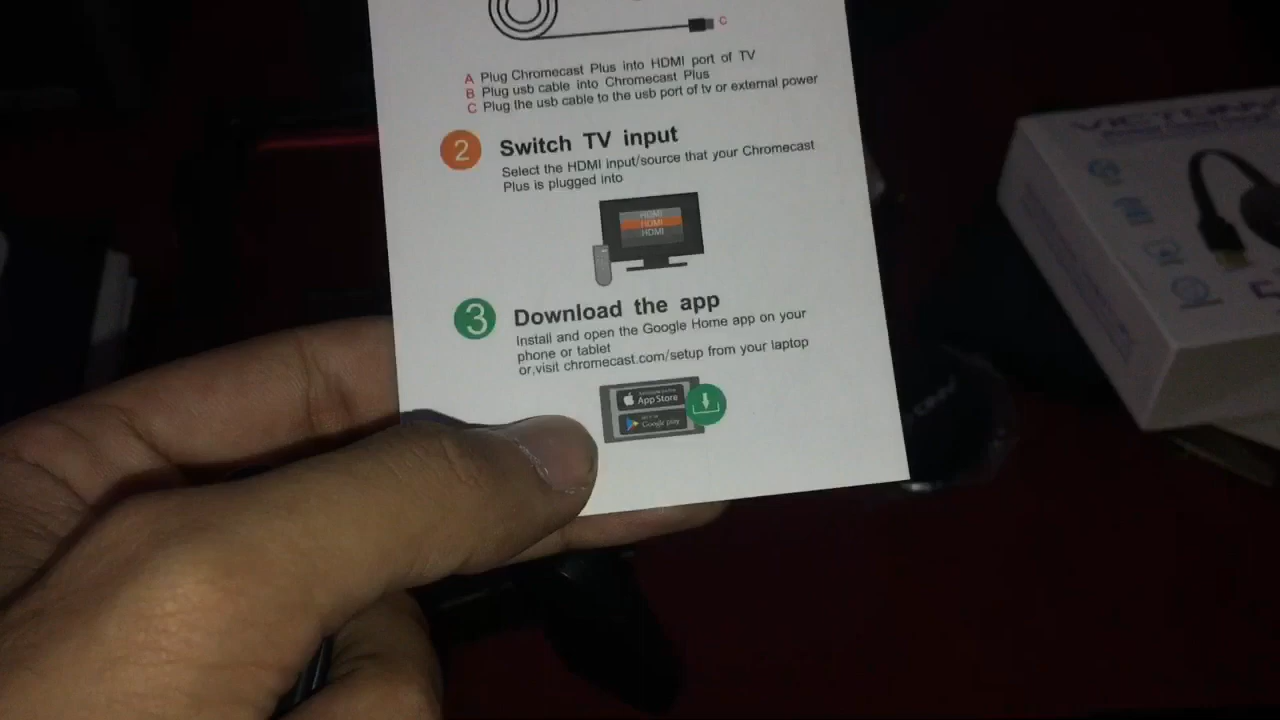 C
A Plug Chromecast Plus into HDMI port of TV
B Plug usb cable into Chromecast Plus
C Plug the usb cable to the usb port of tv or external power
2 Switch TV input
Select the HDMI input/source that your Chromecast
Plus is plugged into
HDMI
HDMI
HDMI
3 Download the app
Install and open the Google Home app on your
phone or tablet
or,visit chromecast.com/setup from your laptop
App Store
Google play